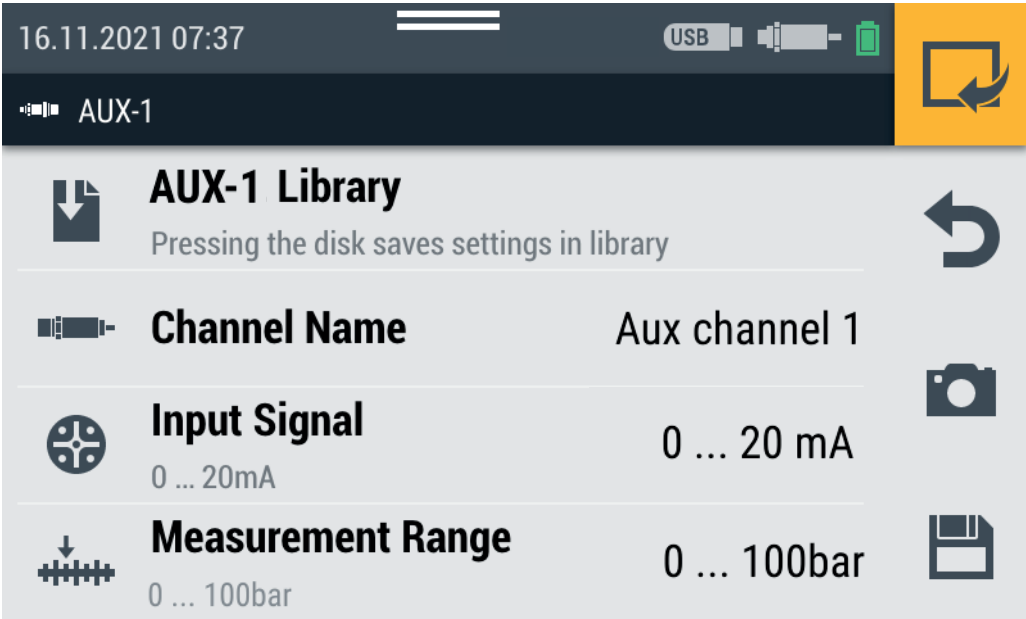 16.11.2021 07:37
USB
AUX-1
AUX-1 Library
Pressing the disk saves settings in library
Channel Name
Aux channel 1
Input Signal
0 ... 20 mA
0 ... 20mA
Measurement Range
0 ... 100bar
0 ... 100bar